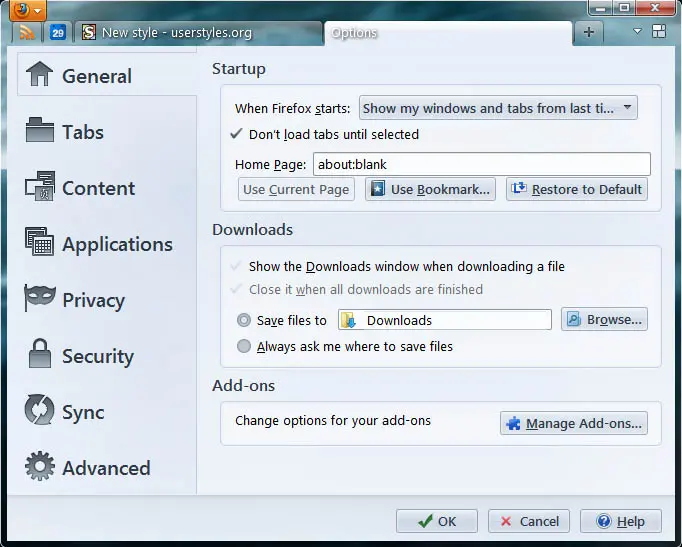 29
New style - userstyles.org
Options
General
Tabs
Content
Applications
Privacy
Security
Sync
Advanced
Startup
When Firefox starts: Show my windows and tabs from last ti...
Don't load tabs until selected
Home Page: about:blank
Use Current Page Use Bookmark... Restore to Default
Downloads
Show the Downloads window when downloading a file
Close it when all downloads are finished
Save files to Downloads Browse...
Always ask me where to save files
Add-ons
Change options for your add-ons Manage Add-ons...
OK Cancel Help